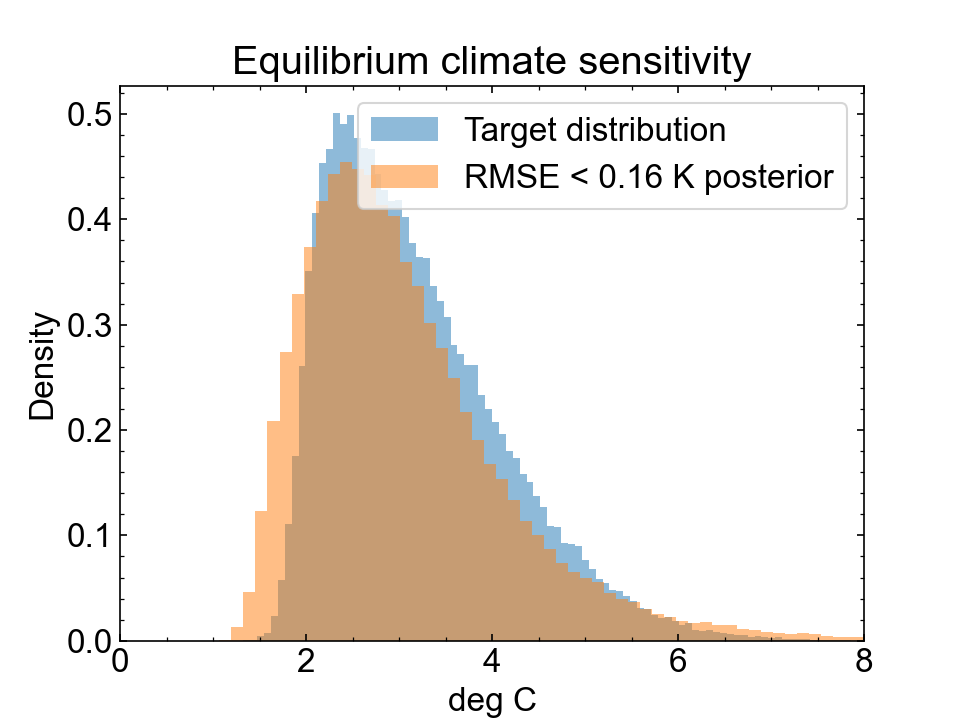 Equilibrium climate sensitivity
Target distribution
RMSE < 0.16 K posterior
Density
0.5
0.4
0.3
0.2
0.1
0.0
0 2 4 6 8
deg C